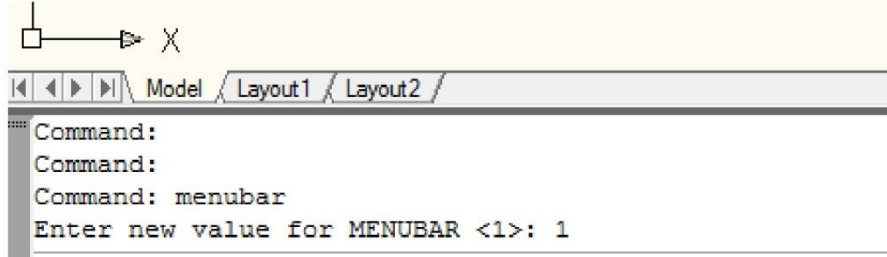 X
Model Layout1 Layout2
Command:
Command:
Command: menubar
Enter new value for MENUBAR <1>: 1